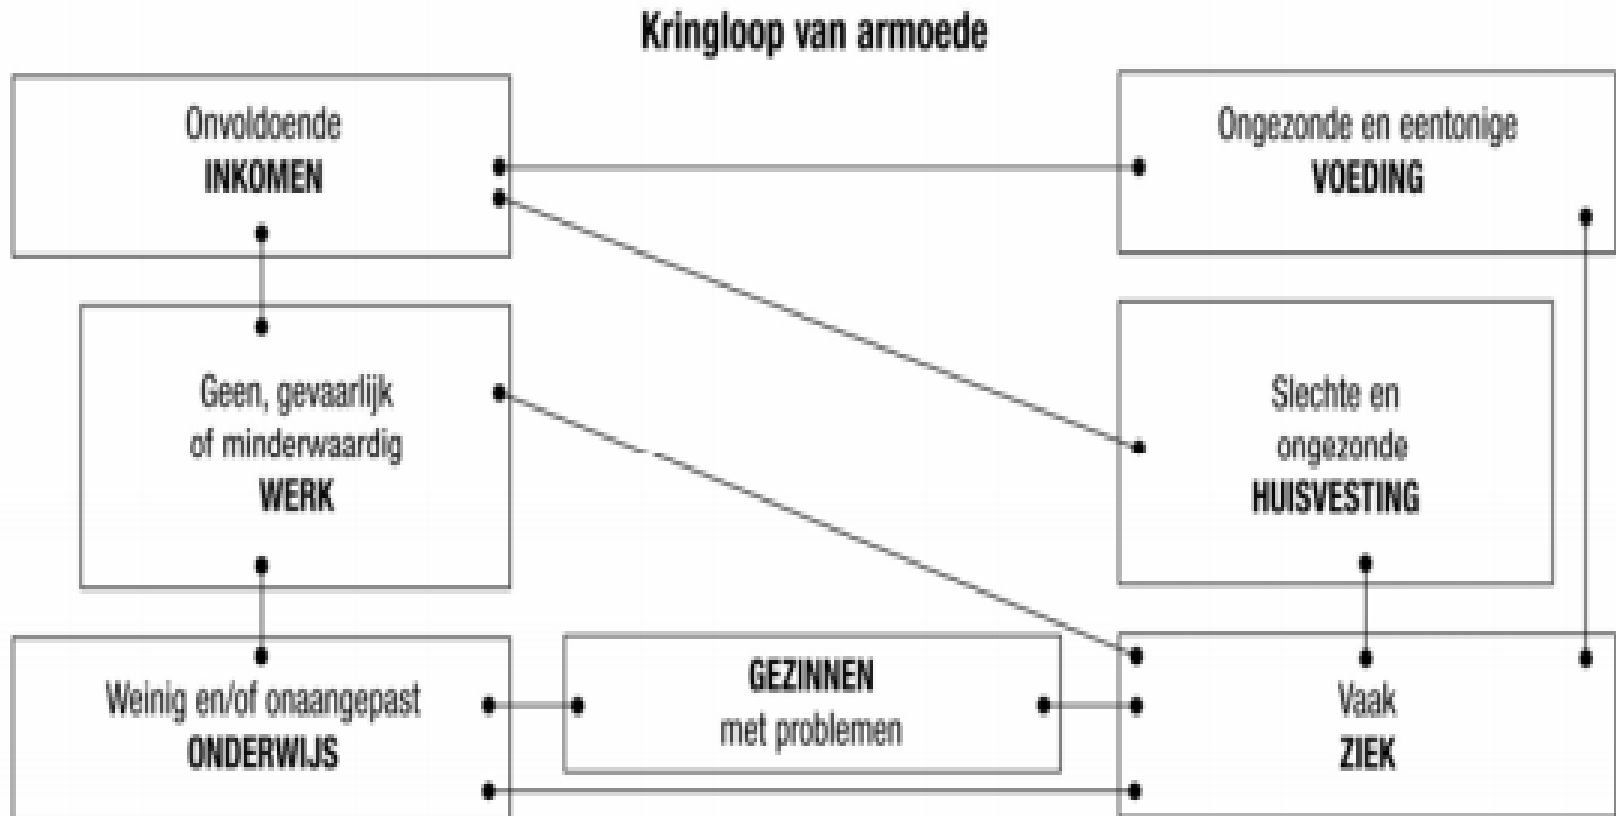 Kringloop van armoede
Onvoldoende
INKOMEN
Ongezonde en eentonige
VOEDING
Geen, gevaarlijk
of minderwaardig
WERK
Slechte en
ongezonde
HUISVESTING
Weinig en/of onaangepast
ONDERWIJS
GEZINNEN
met problemen
Vaak
ZIEK